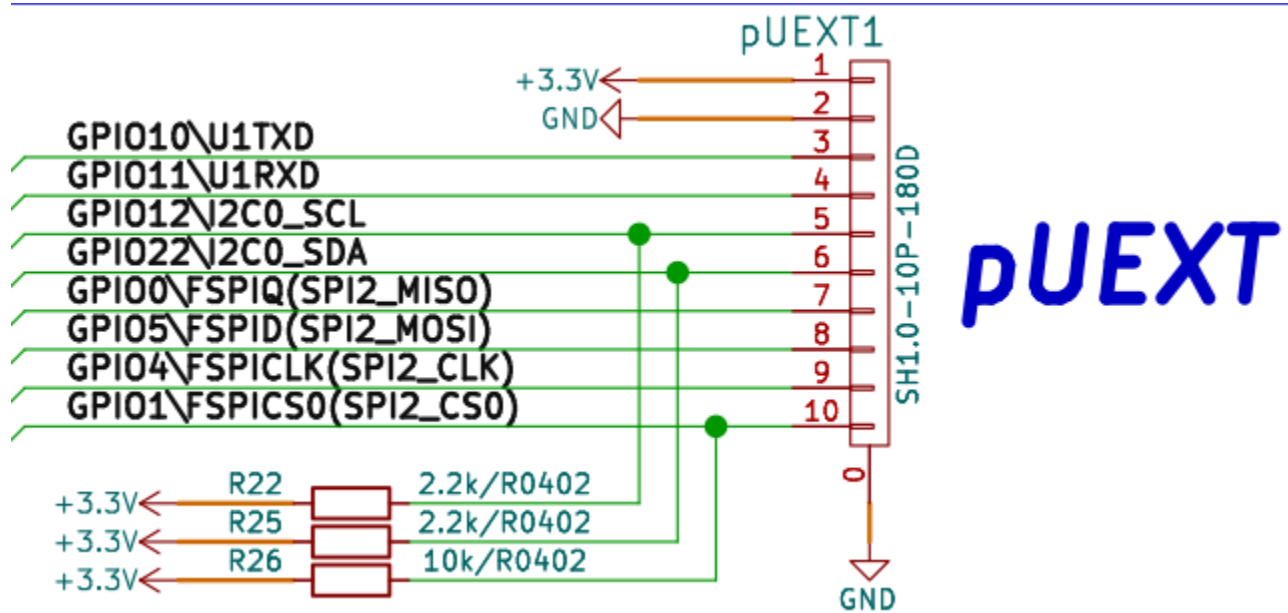 pUEXT1
+3.3V 1
GND 2
GPIO10\U1TXD 3
GPIO11\U1RXD 4
GPIO12\I2C0_SCL 5
GPIO22\I2C0_SDA 6
GPIO0\FSPIQ(SPI2_MISO) 7
GPIO5\FSPID(SPI2_MOSI) 8
GPIO4\FSPICLK(SPI2_CLK) 9
GPIO1\FSPICS0(SPI2_CS0) 10
SH1.0-10P-180D
pUEXT
0
+3.3V R22 2.2k/R0402
+3.3V R25 2.2k/R0402
+3.3V R26 10k/R0402
GND